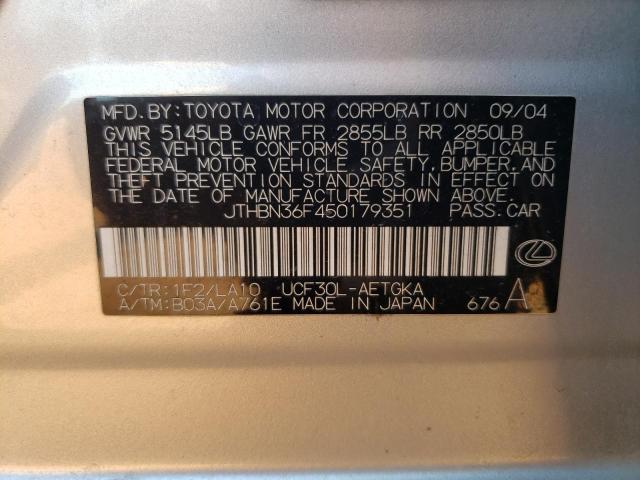 MFD. BY: TOYOTA MOTOR CORPORATION 09/04
GVWR 5145LB GAWR FR 2855LB RR 2850LB
THIS VEHICLE CONFORMS TO ALL APPLICABLE
FEDERAL MOTOR VEHICLE SAFETY, BUMPER, AND
THEFT PREVENTION STANDARDS IN EFFECT ON
THE DATE OF MANUFACTURE SHOWN ABOVE.
JTHBN36F450179351 PASS. CAR
C/TR: 1F2/LA10 UCF30L-AETGKA
A/TM: B03A/A761E MADE IN JAPAN 676 A